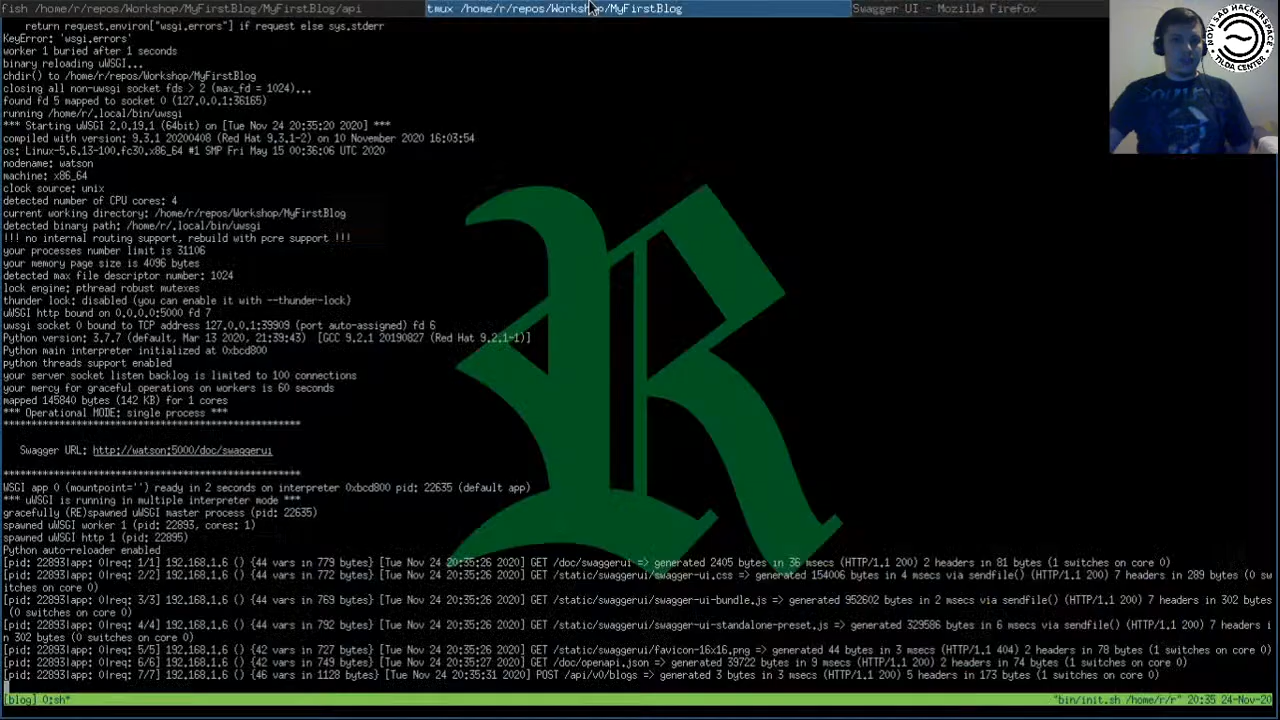 fish /home/r/repos/Workshop/MyFirstBlog/MyFirstBlog/api
tmux /home/r/repos/Workshop/MyFirstBlog
Swagger UI - Mozilla Firefox
NOVI SAD HACKERSPACE
TILDA CENTER
return request.environ["wsgi.errors"] if request else sys.stderr
KeyError: 'wsgi.errors'
worker 1 buried after 1 seconds
binary reloading uWSGI...
chdir() to /home/r/repos/Workshop/MyFirstBlog
closing all non-uwsgi socket fds > 2 (max_fd = 1024)...
found fd 5 mapped to socket 0 (127.0.0.1:36165)
running /home/r/.local/bin/uwsgi
*** Starting uWSGI 2.0.19.1 (64bit) on [Tue Nov 24 20:35:20 2020] ***
compiled with version: 9.3.1 20200408 (Red Hat 9.3.1-2) on 10 November 2020 16:03:54
os: Linux-5.6.13-100.fc30.x86_64 #1 SMP Fri May 15 00:36:06 UTC 2020
nodename: watson
machine: x86_64
clock source: unix
detected number of CPU cores: 4
current working directory: /home/r/repos/Workshop/MyFirstBlog
detected binary path: /home/r/.local/bin/uwsgi
!!! no internal routing support, rebuild with pcre support !!!
your processes number limit is 31106
your memory page size is 4096 bytes
detected max file descriptor number: 1024
lock engine: pthread robust mutexes
thunder lock: disabled (you can enable it with --thunder-lock)
uWSGI http bound on 0.0.0.0:5000 fd 7
uwsgi socket 0 bound to TCP address 127.0.0.1:39909 (port auto-assigned) fd 6
Python version: 3.7.7 (default, Mar 13 2020, 21:39:43)  [GCC 9.2.1 20190827 (Red Hat 9.2.1-1)]
Python main interpreter initialized at 0xbcd800
python threads support enabled
your server socket listen backlog is limited to 100 connections
your mercy for graceful operations on workers is 60 seconds
mapped 145840 bytes (142 KB) for 1 cores
*** Operational MODE: single process ***
**************************************************
Swagger URL: http://watson:5000/doc/swaggerui
**************************************************
WSGI app 0 (mountpoint='') ready in 2 seconds on interpreter 0xbcd800 pid: 22635 (default app)
*** uWSGI is running in multiple interpreter mode ***
gracefully (RE)spawned uWSGI master process (pid: 22635)
spawned uWSGI worker 1 (pid: 22893, cores: 1)
spawned uWSGI http 1 (pid: 22895)
Python auto-reloader enabled
[pid: 22893|app: 0|req: 1/1] 192.168.1.6 () {44 vars in 779 bytes} [Tue Nov 24 20:35:26 2020] GET /doc/swaggerui => generated 2405 bytes in 36 msecs (HTTP/1.1 200) 2 headers in 81 bytes (1 switches on core 0)
[pid: 22893|app: 0|req: 2/2] 192.168.1.6 () {44 vars in 772 bytes} [Tue Nov 24 20:35:26 2020] GET /static/swaggerui/swagger-ui.css => generated 154006 bytes in 4 msecs via sendfile() (HTTP/1.1 200) 7 headers in 289 bytes (0 sw
itches on core 0)
[pid: 22893|app: 0|req: 3/3] 192.168.1.6 () {44 vars in 769 bytes} [Tue Nov 24 20:35:26 2020] GET /static/swaggerui/swagger-ui-bundle.js => generated 952602 bytes in 2 msecs via sendfile() (HTTP/1.1 200) 7 headers in 302 bytes
(0 switches on core 0)
[pid: 22893|app: 0|req: 4/4] 192.168.1.6 () {44 vars in 792 bytes} [Tue Nov 24 20:35:26 2020] GET /static/swaggerui/swagger-ui-standalone-preset.js => generated 329586 bytes in 6 msecs via sendfile() (HTTP/1.1 200) 7 headers i
n 302 bytes (0 switches on core 0)
[pid: 22893|app: 0|req: 5/5] 192.168.1.6 () {42 vars in 727 bytes} [Tue Nov 24 20:35:26 2020] GET /static/swaggerui/favicon-16x16.png => generated 44 bytes in 3 msecs (HTTP/1.1 404) 2 headers in 78 bytes (1 switches on core 0)
[pid: 22893|app: 0|req: 6/6] 192.168.1.6 () {42 vars in 749 bytes} [Tue Nov 24 20:35:27 2020] GET /doc/openapi.json => generated 39722 bytes in 9 msecs (HTTP/1.1 200) 2 headers in 74 bytes (1 switches on core 0)
[pid: 22893|app: 0|req: 7/7] 192.168.1.6 () {46 vars in 1128 bytes} [Tue Nov 24 20:35:31 2020] POST /api/v0/blogs => generated 3 bytes in 3 msecs (HTTP/1.1 200) 5 headers in 173 bytes (1 switches on core 0)
[blog] 0:sh*
"bin/init.sh /home/r/r" 20:35 24-Nov-20
R